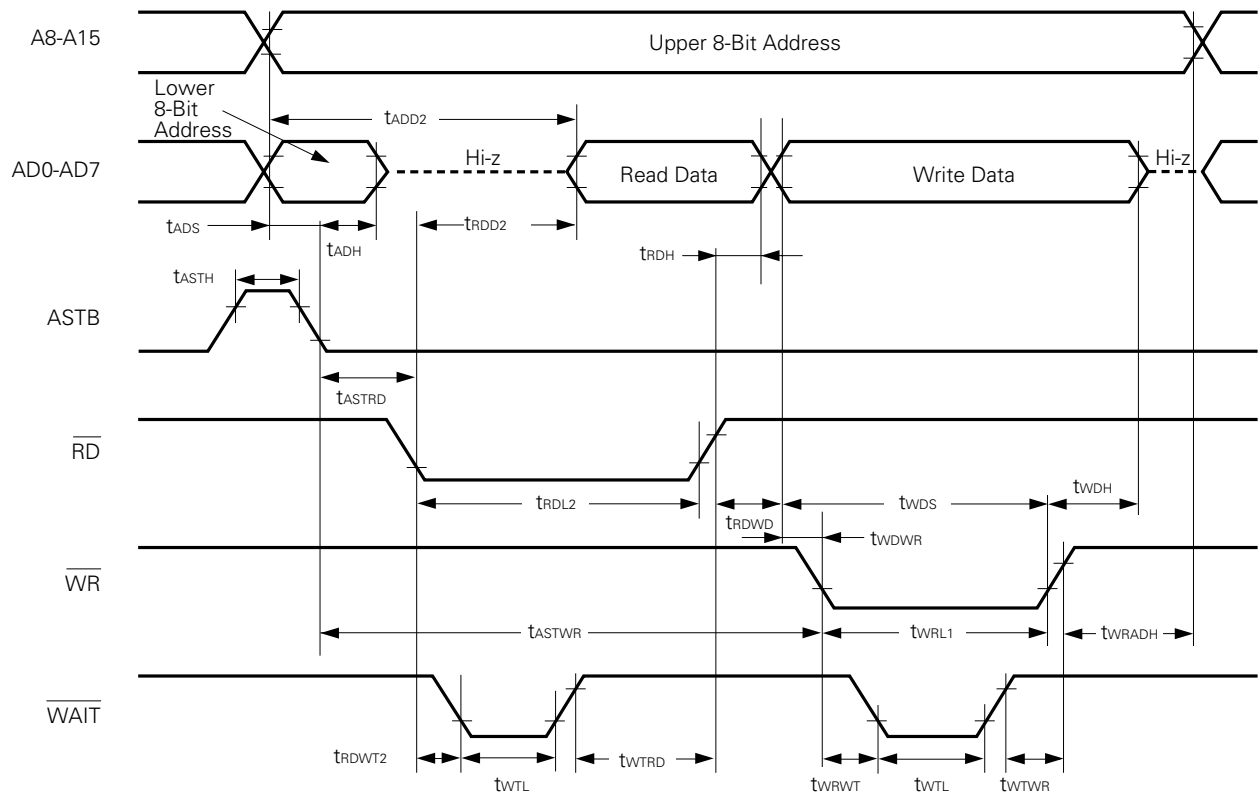 A8-A15
Upper 8-Bit Address
Lower
8-Bit
Address
tADD2
AD0-AD7
Hi-z
Read Data
Write Data
Hi-z
tADS
tADH
tRDD2
tRDH
tASTH
ASTB
tASTRD
RD
tRDL2
tRDWD
tWDS
tWDH
tWDWR
WR
tASTWR
tWRL1
tWRADH
WAIT
tRDWT2
tWTL
tWTRD
tWRWT
tWTL
tWTWR